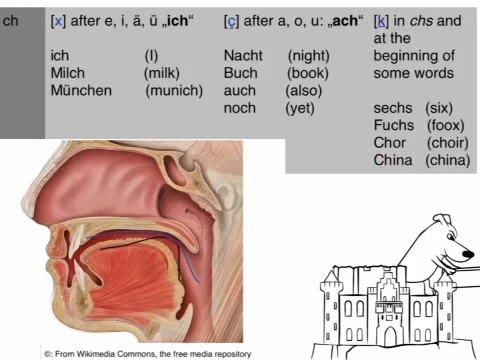 ch
[x] after e, i, ä, ü „ich“
ich (I)
Milch (milk)
München (munich)
[ç] after a, o, u: „ach“
Nacht (night)
Buch (book)
auch (also)
noch (yet)
[k] in chs and
at the
beginning of
some words
sechs (six)
Fuchs (foox)
Chor (choir)
China (china)
©: From Wikimedia Commons, the free media repository